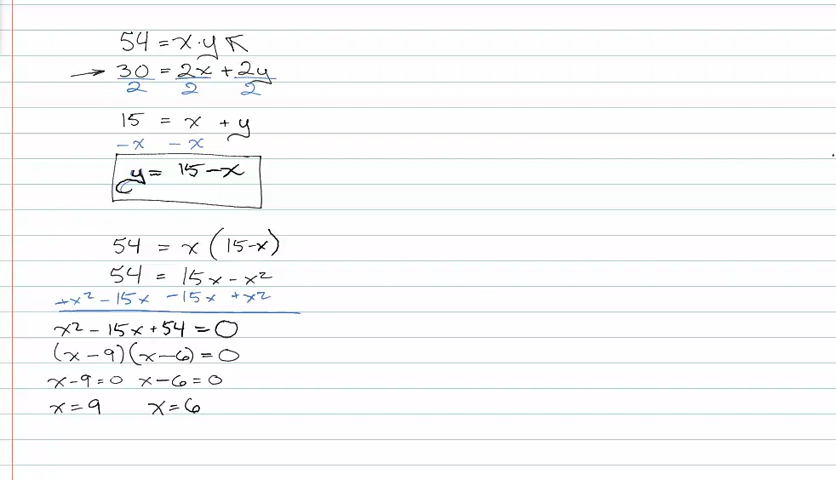 54 = x·y ↖
→ 30/2 = 2x/2 + 2y/2
15 = x + y
-x -x
y = 15-x
54 = x (15-x)
54 = 15x - x²
+x² - 15x -15x +x²
x² - 15x + 54 = 0
(x - 9)(x - 6) = 0
x-9=0 x-6=0
x=9 x=6